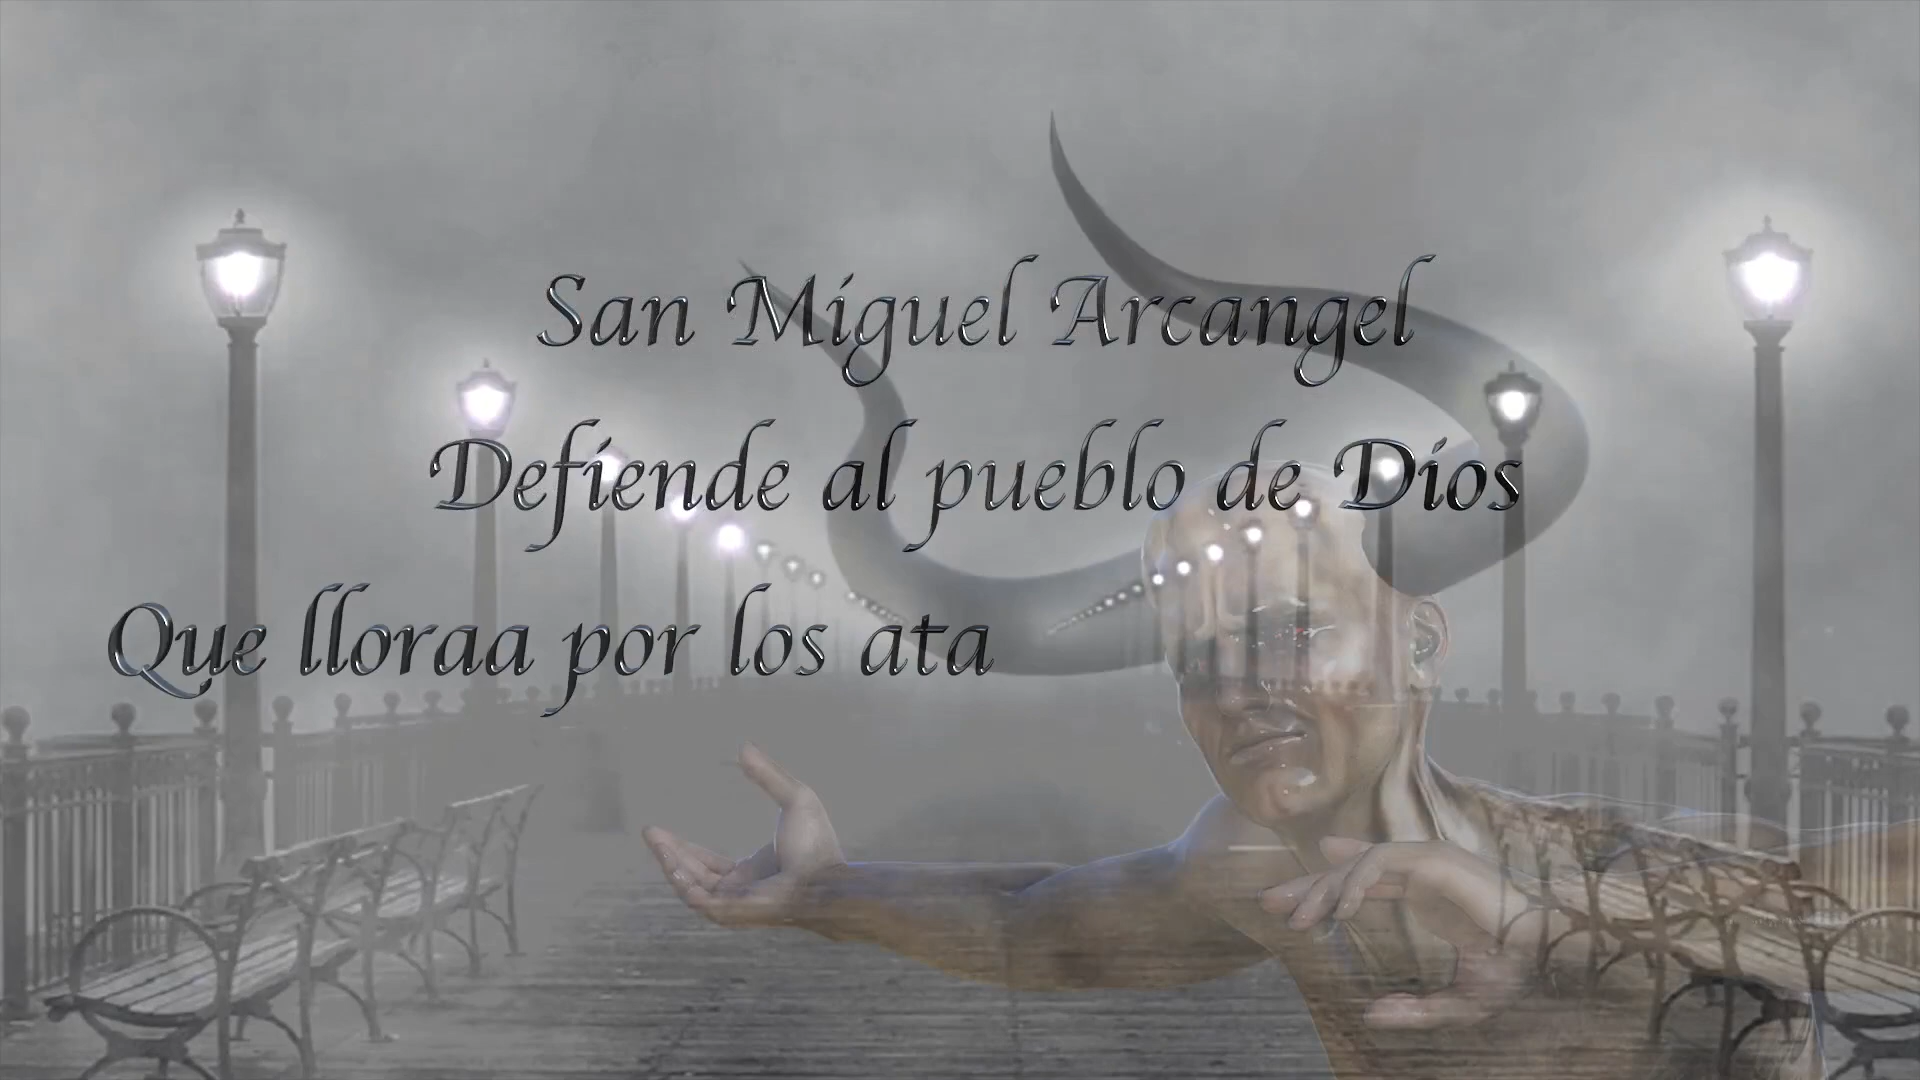 San Miguel Arcangel
Defiende al pueblo de Dios
Que lloraa por los ata